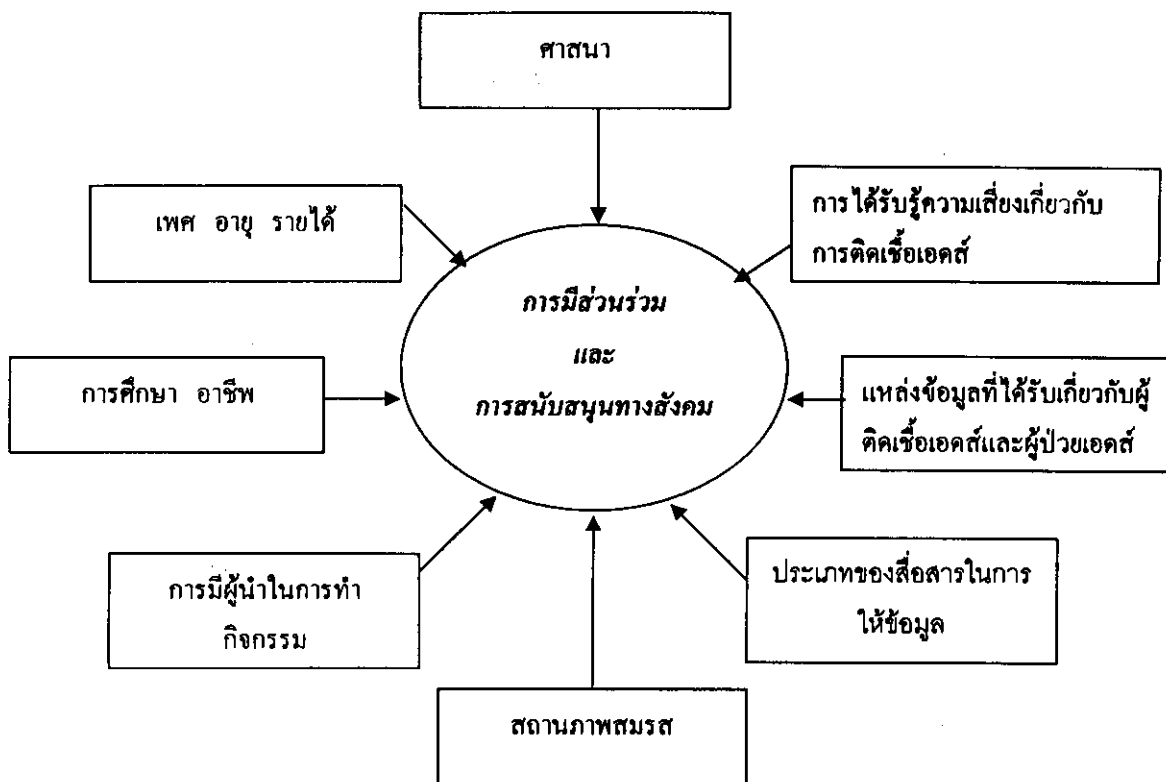 ศาสนา
เพศ อายุ รายได้
การได้รับรู้ความเสี่ยงเกี่ยวกับ
การติดเชื้อเอดส์
การมีส่วนร่วม
และ
การสนับสนุนทางสังคม
การศึกษา อาชีพ
แหล่งข้อมูลที่ได้รับเกี่ยวกับผู้
ติดเชื้อเอดส์และผู้ป่วยเอดส์
การมีผู้นำในการทำ
กิจกรรม
ประเภทของสื่อสารในการ
ให้ข้อมูล
สถานภาพสมรส